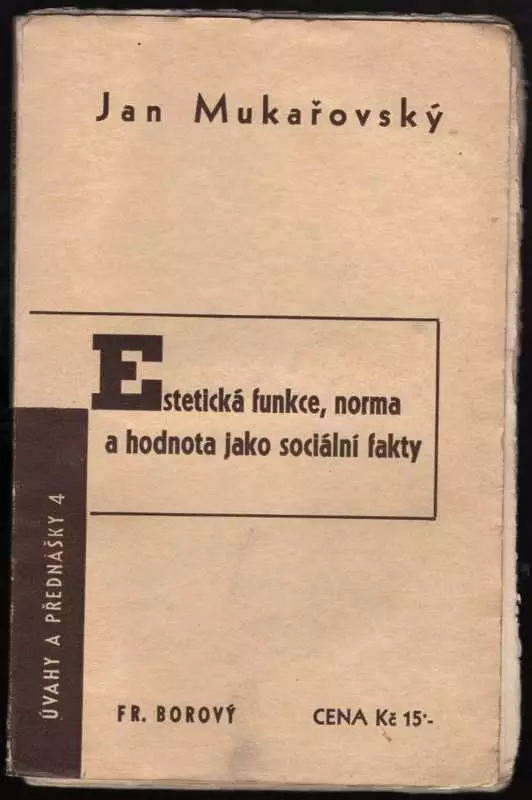 Jan Mukařovský
Estetická funkce, norma
a hodnota jako sociální fakty
ÚVAHY A PŘEDNÁŠKY 4
FR. BOROVÝ
CENA Kč 15·-